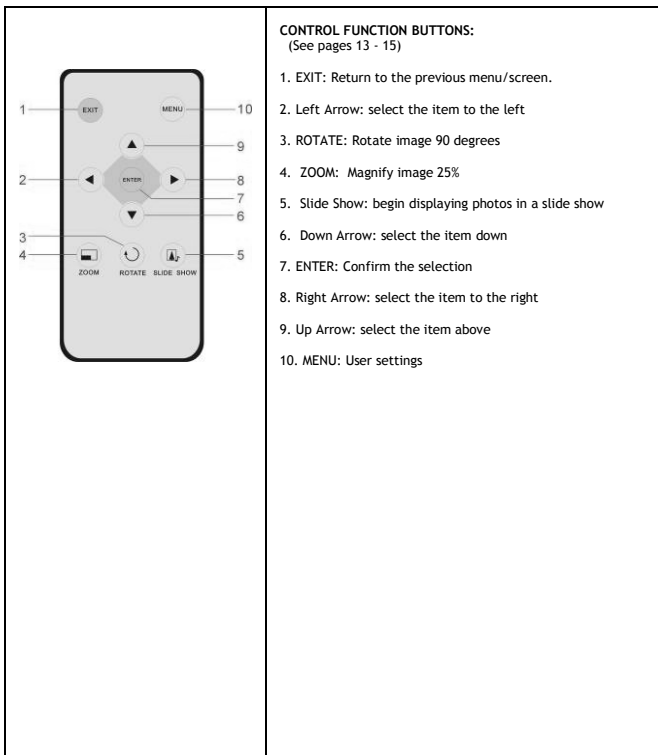 CONTROL FUNCTION BUTTONS:
(See pages 13 - 15)
1. EXIT: Return to the previous menu/screen.
2. Left Arrow: select the item to the left
3. ROTATE: Rotate image 90 degrees
4. ZOOM: Magnify image 25%
5. Slide Show: begin displaying photos in a slide show
6. Down Arrow: select the item down
7. ENTER: Confirm the selection
8. Right Arrow: select the item to the right
9. Up Arrow: select the item above
10. MENU: User settings
1 EXIT MENU 10
9
2 ENTER 8
7
6
3
4 5
ZOOM ROTATE SLIDE SHOW